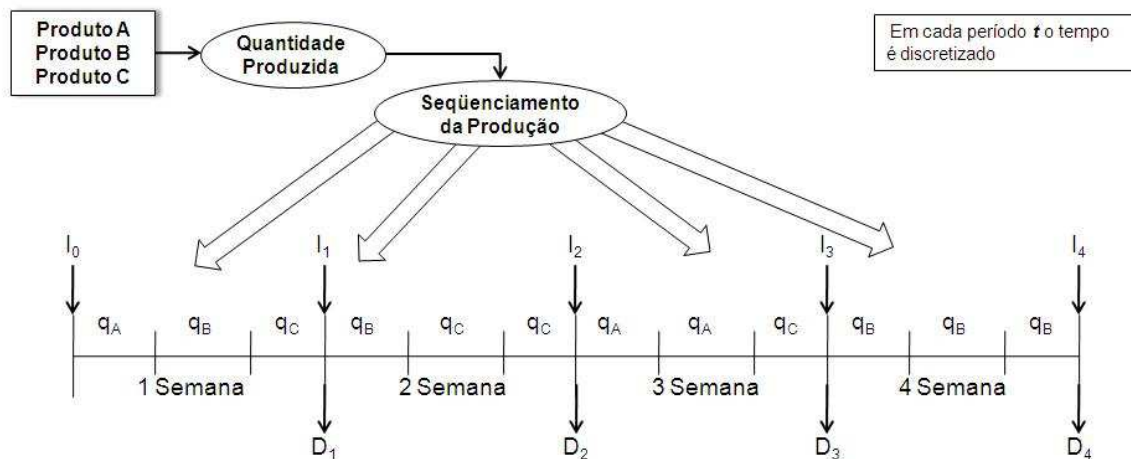 Produto A
Produto B
Produto C
Quantidade
Produzida
Em cada período t o tempo
é discretizado
Seqüenciamento
da Produção
I₀ I₁ I₂ I₃ I₄
qA qB qC qB qC qC qA qA qC qB qB qB
1 Semana 2 Semana 3 Semana 4 Semana
D₁ D₂ D₃ D₄